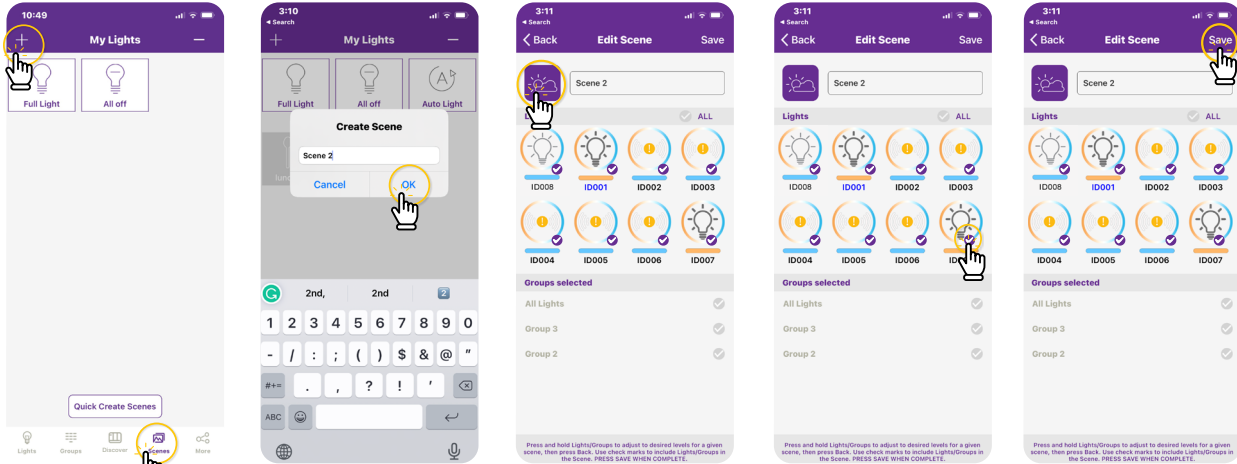 10:49
My Lights
Full Light
All off
Quick Create Scenes
Lights
Groups
Discover
Scenes
More
3:10
Search
My Lights
Full Light
All off
Auto Light
Create Scene
Scene 2
Cancel
OK
2nd,
2nd
2
1 2 3 4 5 6 7 8 9 0
- / : ; ( ) $ & @ "
#+= . , ? ! '
ABC
3:11
Search
Back
Edit Scene
Save
Scene 2
ALL
ID008
ID001
ID002
ID003
ID004
ID005
ID006
ID007
Groups selected
All Lights
Group 3
Group 2
Press and hold Lights/Groups to adjust to desired levels for a given
scene, then press Back. Use check marks to include Lights/Groups in
the Scene. PRESS SAVE WHEN COMPLETE.
3:11
Search
Back
Edit Scene
Save
Scene 2
Lights
ALL
ID008
ID001
ID002
ID003
ID004
ID005
ID006
Groups selected
All Lights
Group 3
Group 2
Press and hold Lights/Groups to adjust to desired levels for a given
scene, then press Back. Use check marks to include Lights/Groups in
the Scene. PRESS SAVE WHEN COMPLETE.
3:11
Search
Back
Edit Scene
Save
Scene 2
Lights
ALL
ID008
ID001
ID002
ID003
ID004
ID005
ID006
ID007
Groups selected
All Lights
Group 3
Group 2
Press and hold Lights/Groups to adjust to desired levels for a given
scene, then press Back. Use check marks to include Lights/Groups in
the Scene. PRESS SAVE WHEN COMPLETE.